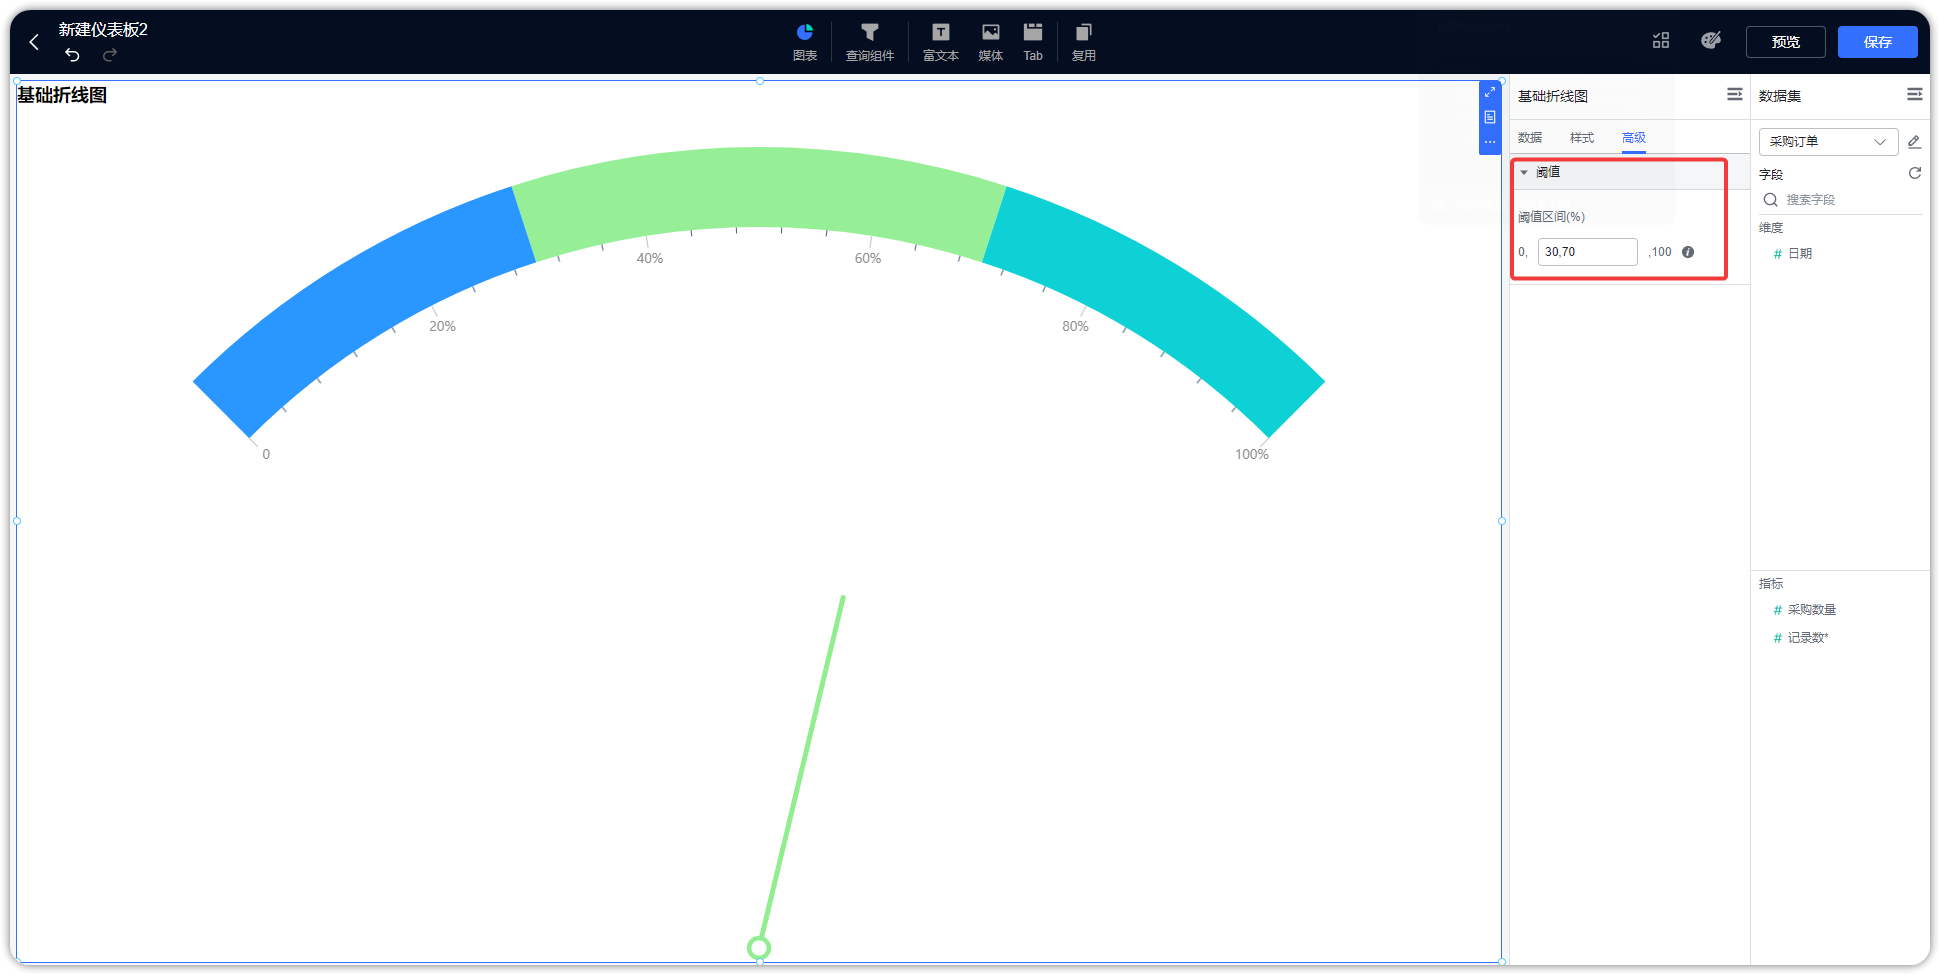 新建仪表板2
图表
查询组件
富文本
媒体
Tab
复用
预览
保存
基础折线图
40%
60%
20%
80%
0
100%
基础折线图
数据
样式
高级
阈值
阈值区间(%)
0,
30,70
,100
数据集
采购订单
字段
搜索字段
维度
# 日期
指标
# 采购数量
# 记录数*